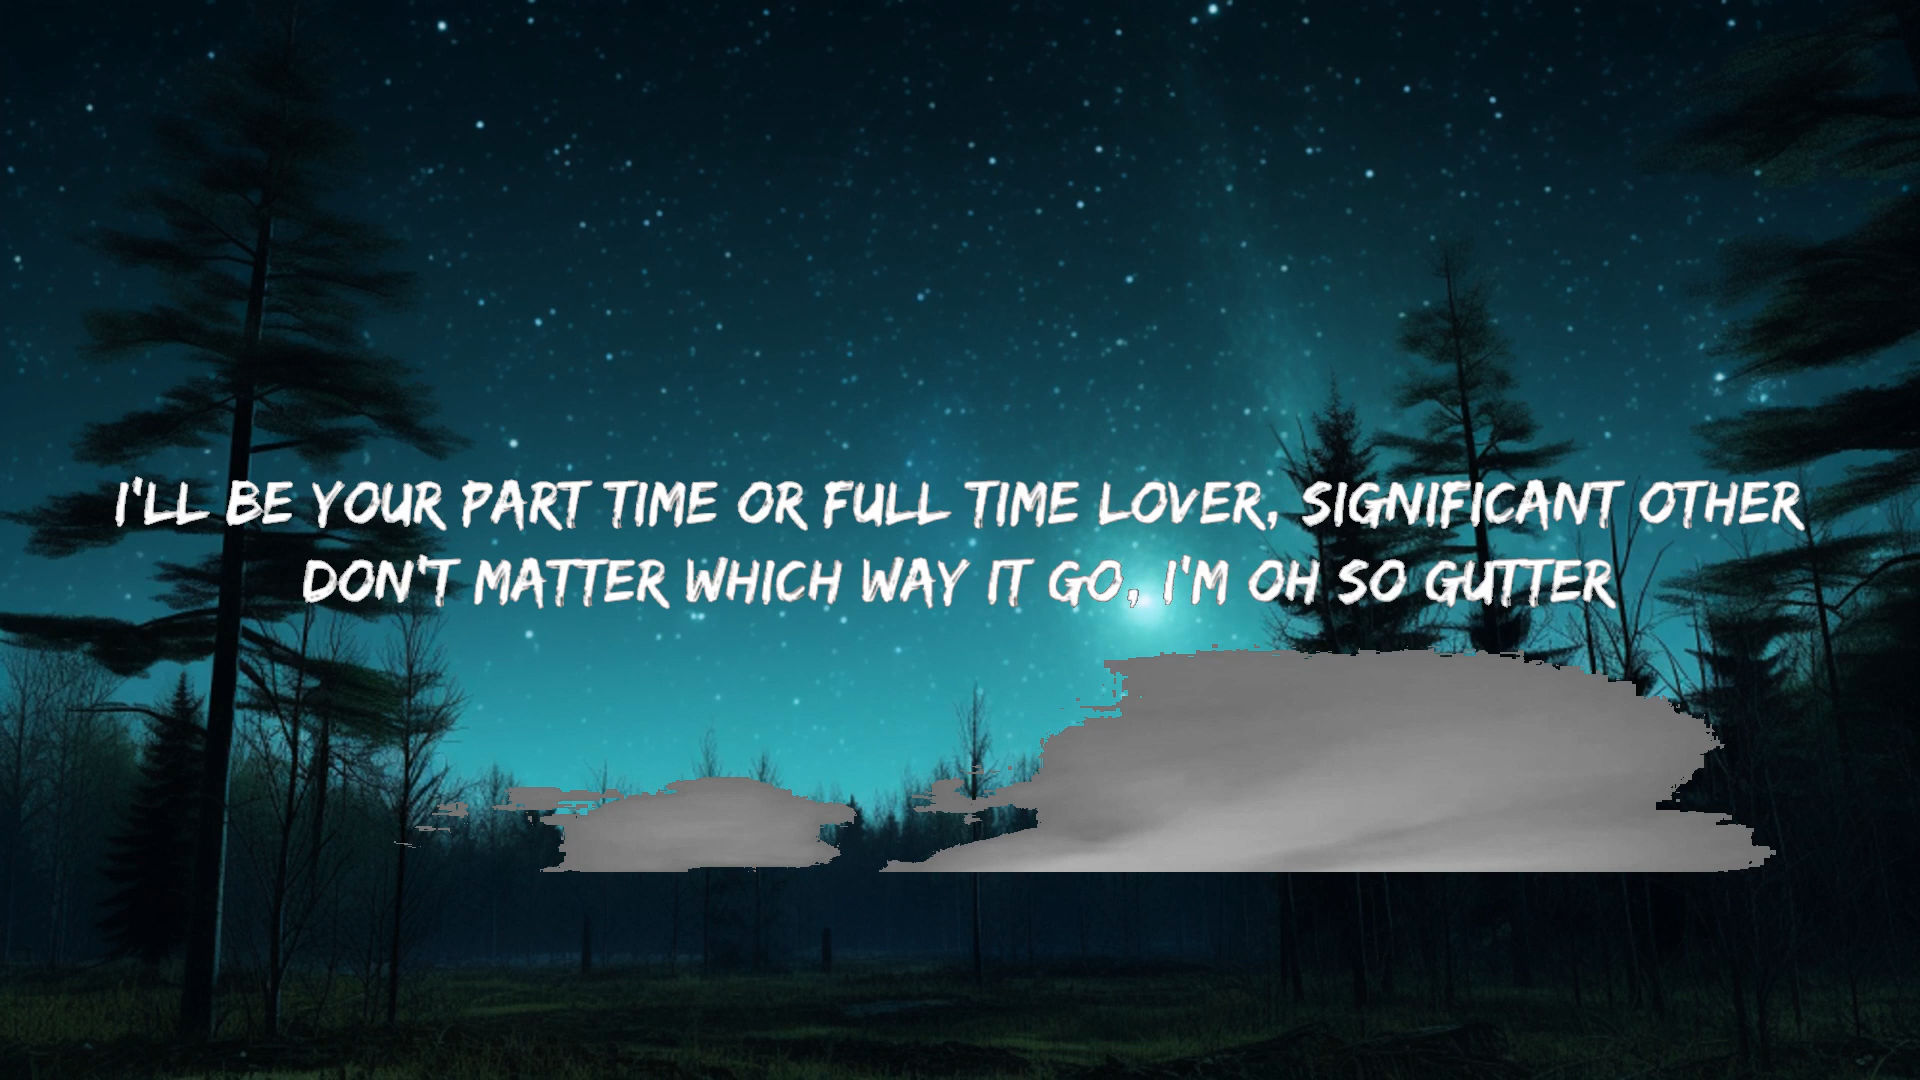 I'LL BE YOUR PART TIME OR FULL TIME LOVER, SIGNIFICANT OTHER
DON'T MATTER WHICH WAY IT GO, I'M OH SO GUTTER